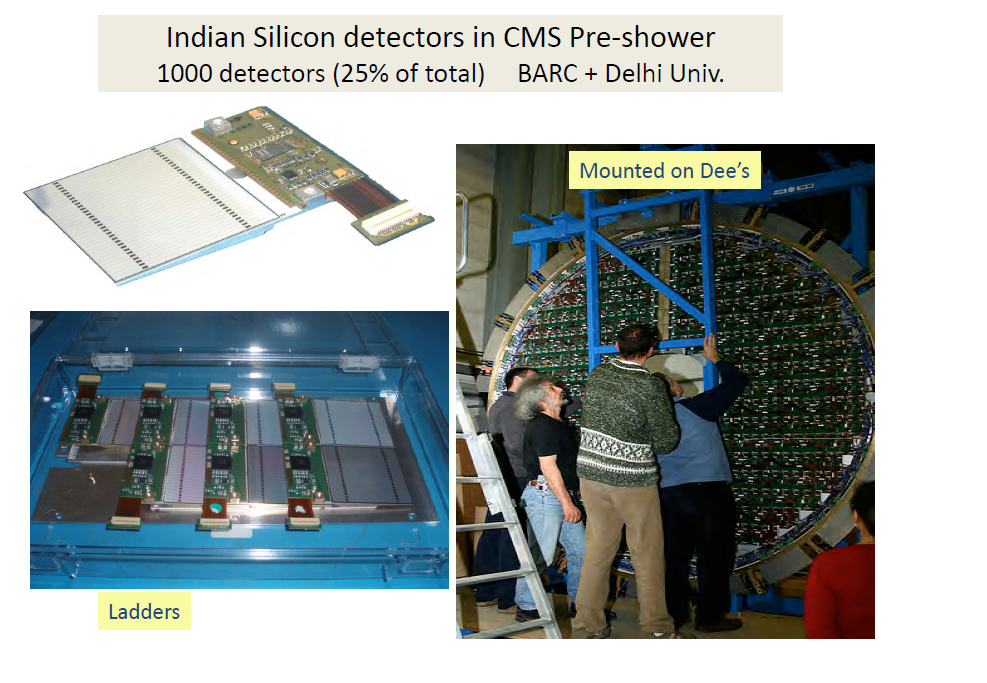 Indian Silicon detectors in CMS Pre-shower
1000 detectors (25% of total) BARC + Delhi Univ.
Mounted on Dee’s
Ladders